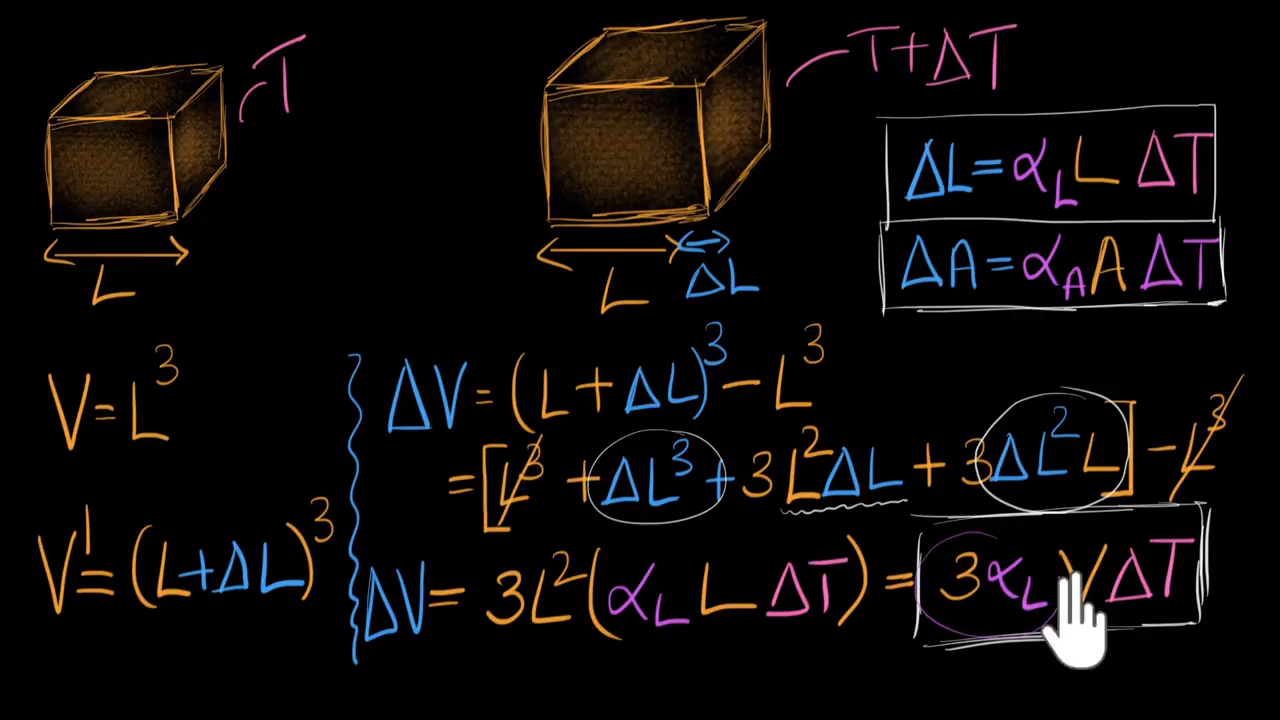 T
T+ΔT
L
L ΔL
ΔL=α_L L ΔT
ΔA=α_A A ΔT
V=L³
V'=(L+ΔL)³
ΔV=(L+ΔL)³-L³
=[L³+ΔL³+3L²ΔL+3ΔL²L]-L³
ΔV=3L²(α_L L ΔT)=3α_L VΔT